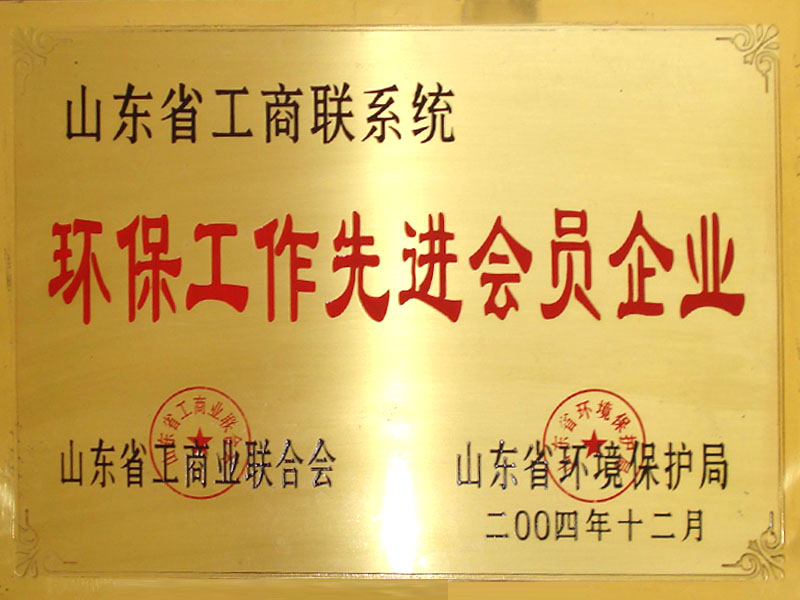 山东省工商联系统
环保工作先进会员企业
山东省工商业联合会
山东省环境保护局
二〇〇四年十二月